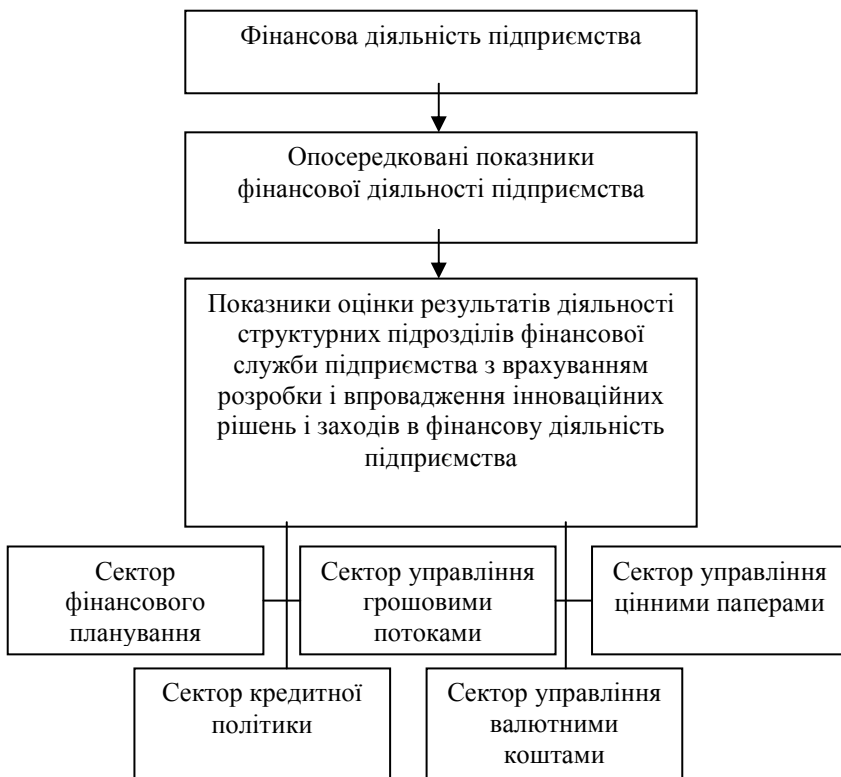 Фінансова діяльність підприємства
Опосередковані показники
фінансової діяльності підприємства
Показники оцінки результатів діяльності
структурних підрозділів фінансової
служби підприємства з врахуванням
розробки і впровадження інноваційних
рішень і заходів в фінансову діяльність
підприємства
Сектор
фінансового
планування
Сектор управління
грошовими
потоками
Сектор управління
цінними паперами
Сектор кредитної
політики
Сектор управління
валютними
коштами